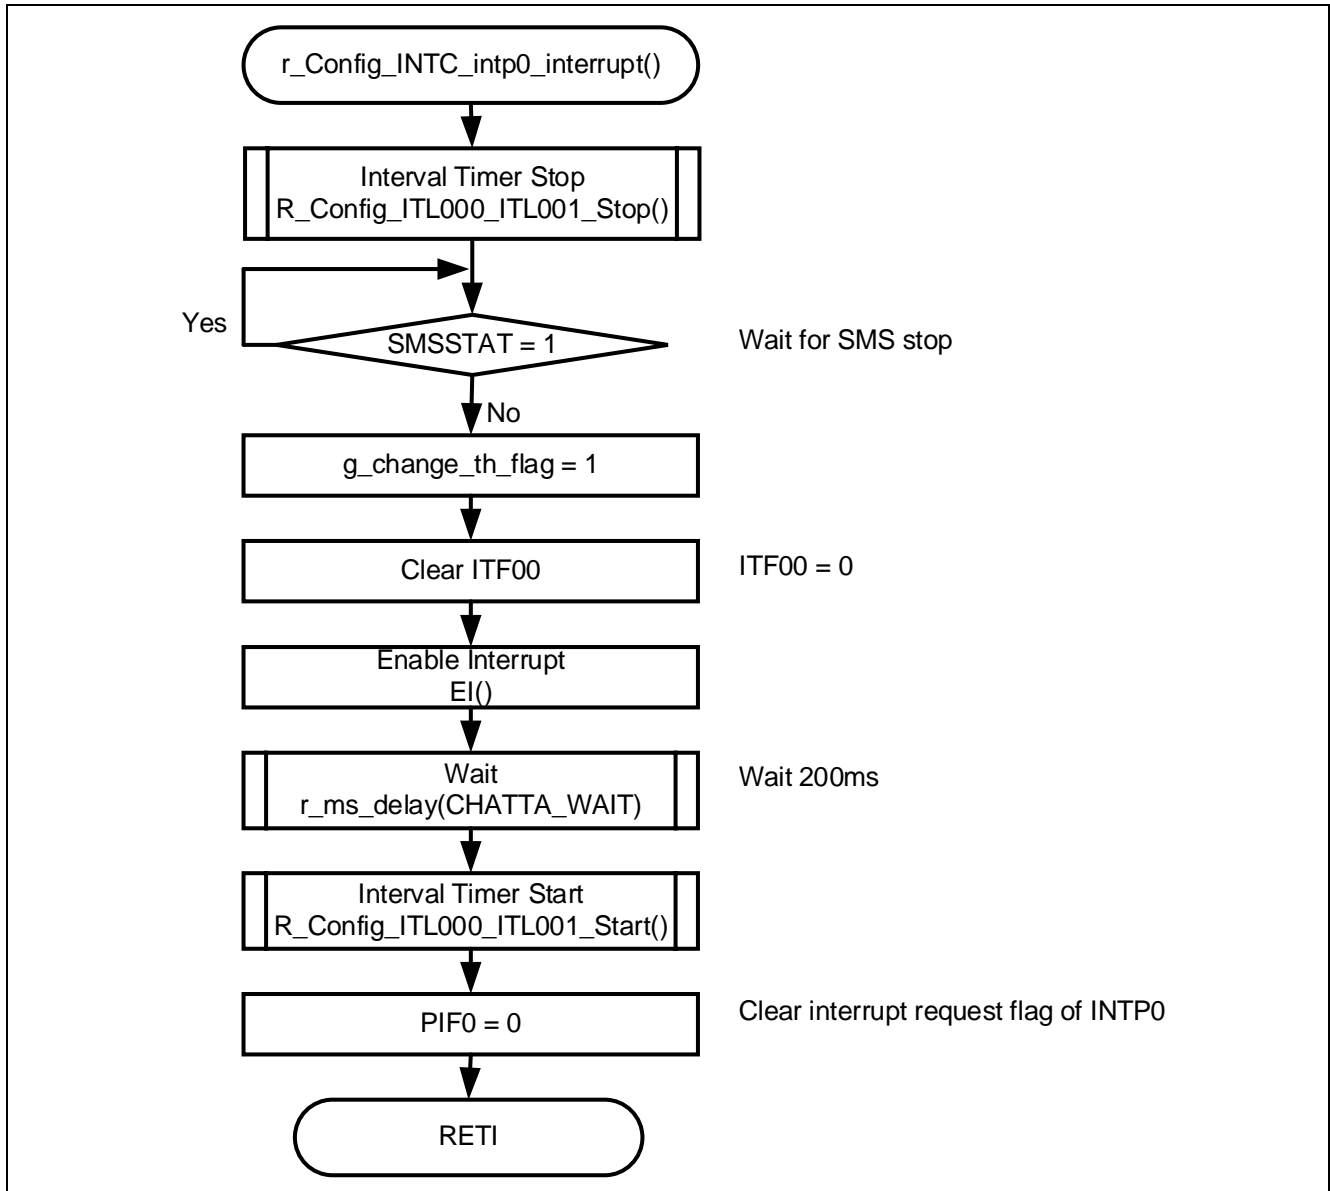 r_Config_INTC_intp0_interrupt()
Interval Timer Stop
R_Config_ITL000_ITL001_Stop()
Yes
SMSSTAT = 1
Wait for SMS stop
No
g_change_th_flag = 1
Clear ITF00
ITF00 = 0
Enable Interrupt
EI()
Wait
r_ms_delay(CHATTA_WAIT)
Wait 200ms
Interval Timer Start
R_Config_ITL000_ITL001_Start()
PIF0 = 0
Clear interrupt request flag of INTP0
RETI